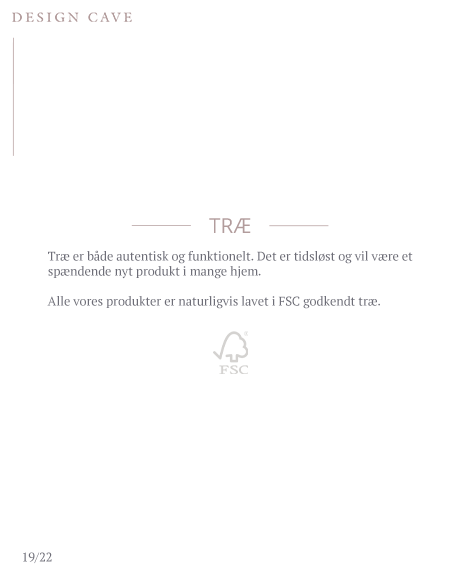 DESIGN CAVE
TRÆ
Træ er både autentisk og funktionelt. Det er tidsløst og vil være et
spændende nyt produkt i mange hjem.
Alle vores produkter er naturligvis lavet i FSC godkendt træ.
®
FSC
19/22